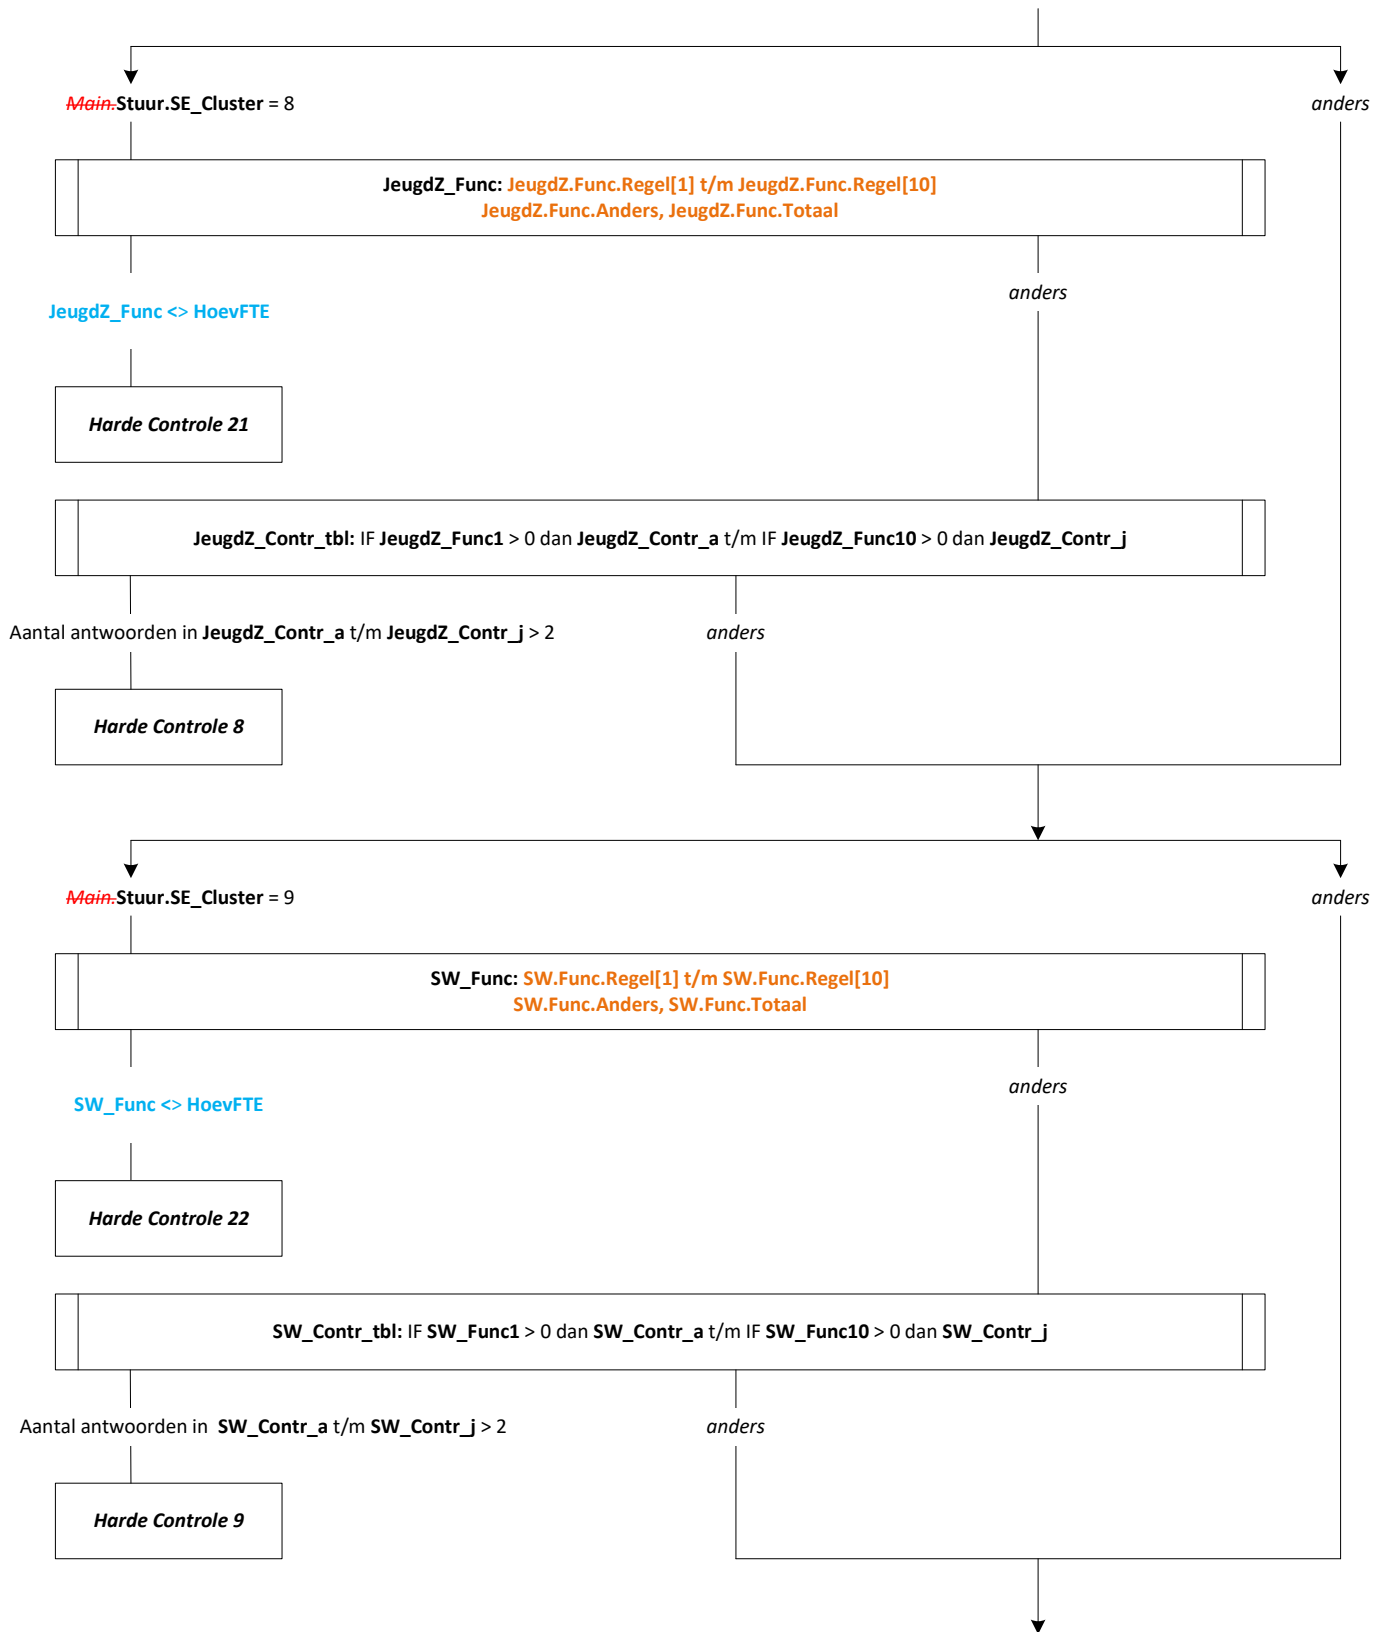 Main.Stuur.SE_Cluster = 8
anders
JeugdZ_Func: JeugdZ.Func.Regel[1] t/m JeugdZ.Func.Regel[10]
JeugdZ.Func.Anders, JeugdZ.Func.Totaal
anders
JeugdZ_Func <> HoevFTE
Harde Controle 21
JeugdZ_Contr_tbl: IF JeugdZ_Func1 > 0 dan JeugdZ_Contr_a t/m IF JeugdZ_Func10 > 0 dan JeugdZ_Contr_j
Aantal antwoorden in JeugdZ_Contr_a t/m JeugdZ_Contr_j > 2
anders
Harde Controle 8
Main.Stuur.SE_Cluster = 9
anders
SW_Func: SW.Func.Regel[1] t/m SW.Func.Regel[10]
SW.Func.Anders, SW.Func.Totaal
anders
SW_Func <> HoevFTE
Harde Controle 22
SW_Contr_tbl: IF SW_Func1 > 0 dan SW_Contr_a t/m IF SW_Func10 > 0 dan SW_Contr_j
Aantal antwoorden in  SW_Contr_a t/m SW_Contr_j > 2
anders
Harde Controle 9